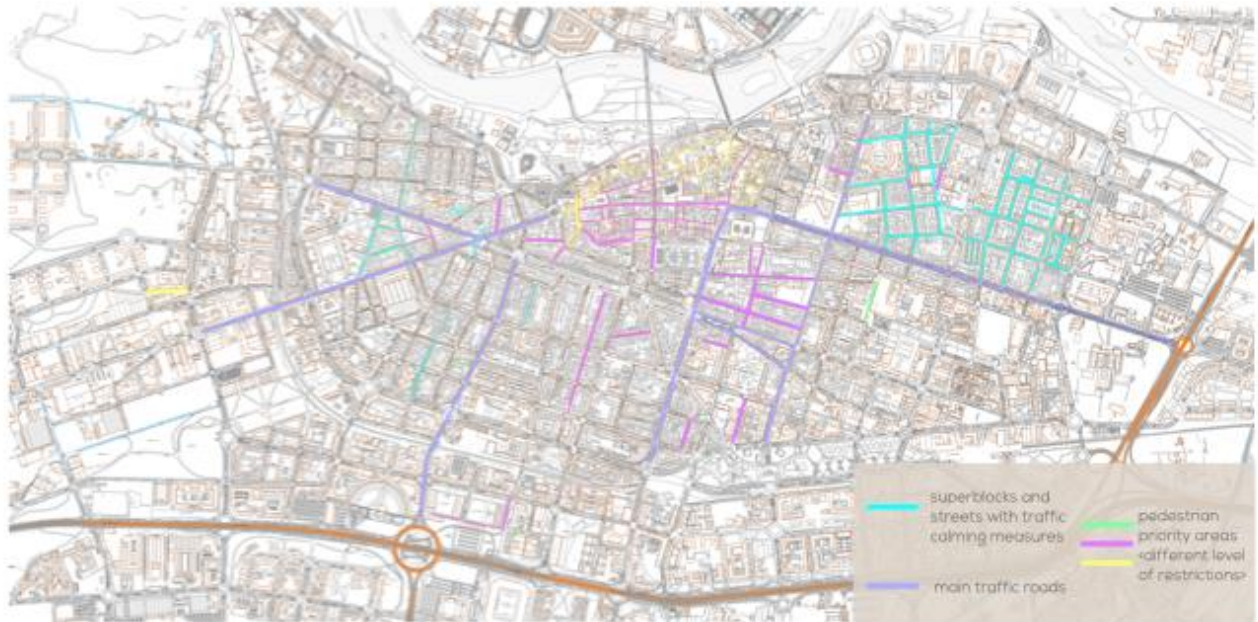 superblocks and
streets with traffic
calming measures
main traffic roads
pedestrian
priority areas
<different level
of restrictions>